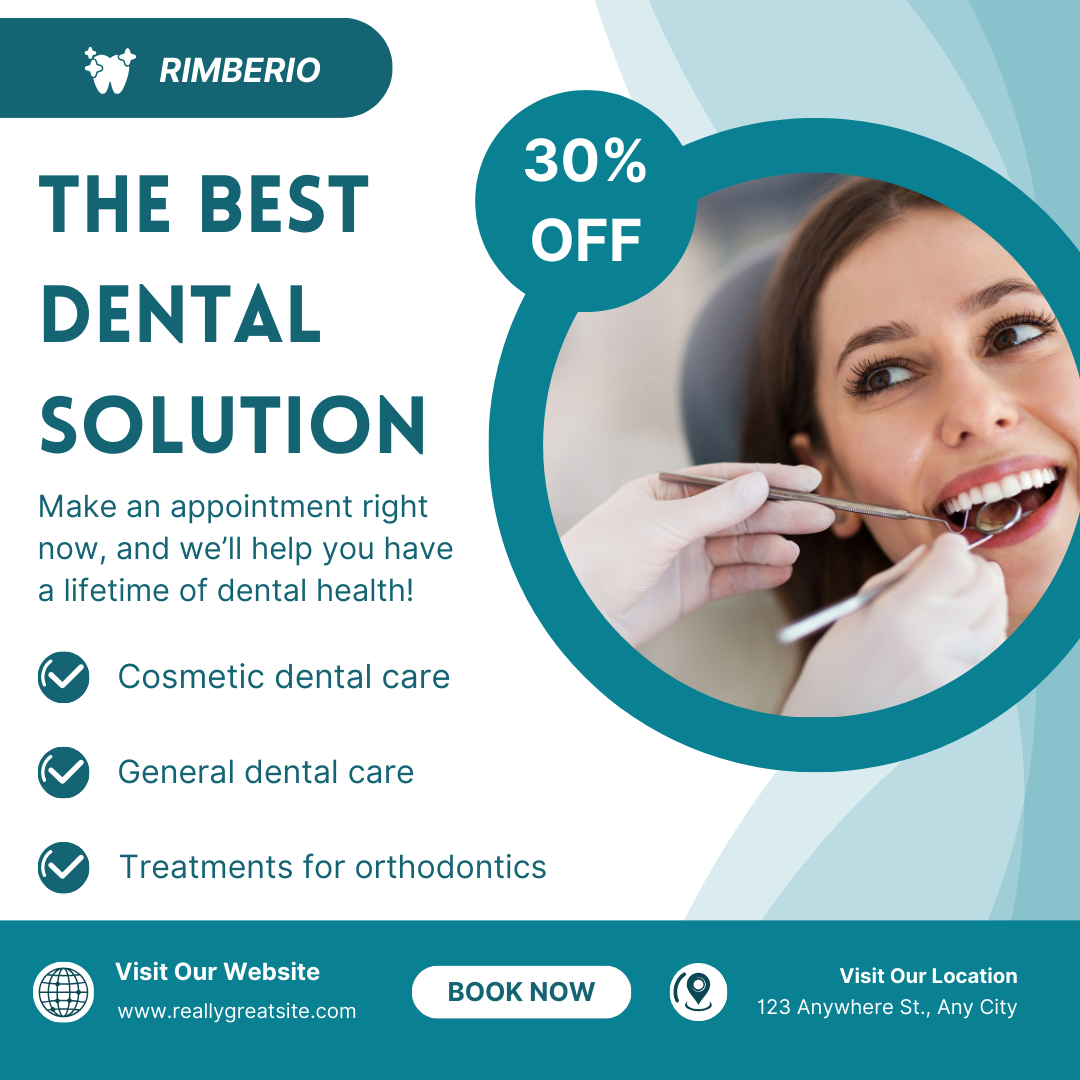 RIMBERIO
30%
OFF
THE BEST
DENTAL
SOLUTION
Make an appointment right
now, and we’ll help you have
a lifetime of dental health!
Cosmetic dental care
General dental care
Treatments for orthodontics
Visit Our Website
www.reallygreatsite.com
BOOK NOW
Visit Our Location
123 Anywhere St., Any City